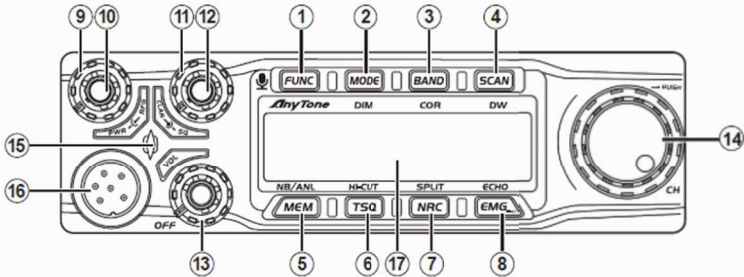 9 10 11 12 1 2 3 4
FUNC MODE BAND SCAN
PUSH
AnyTone DIM COR DW
PWR RFG CLAR SQ
15 14
16 VOL
NB/ANL HI-CUT SPLIT ECHO CH
MEM TSQ NRC EMG
OFF
13 5 6 17 7 8